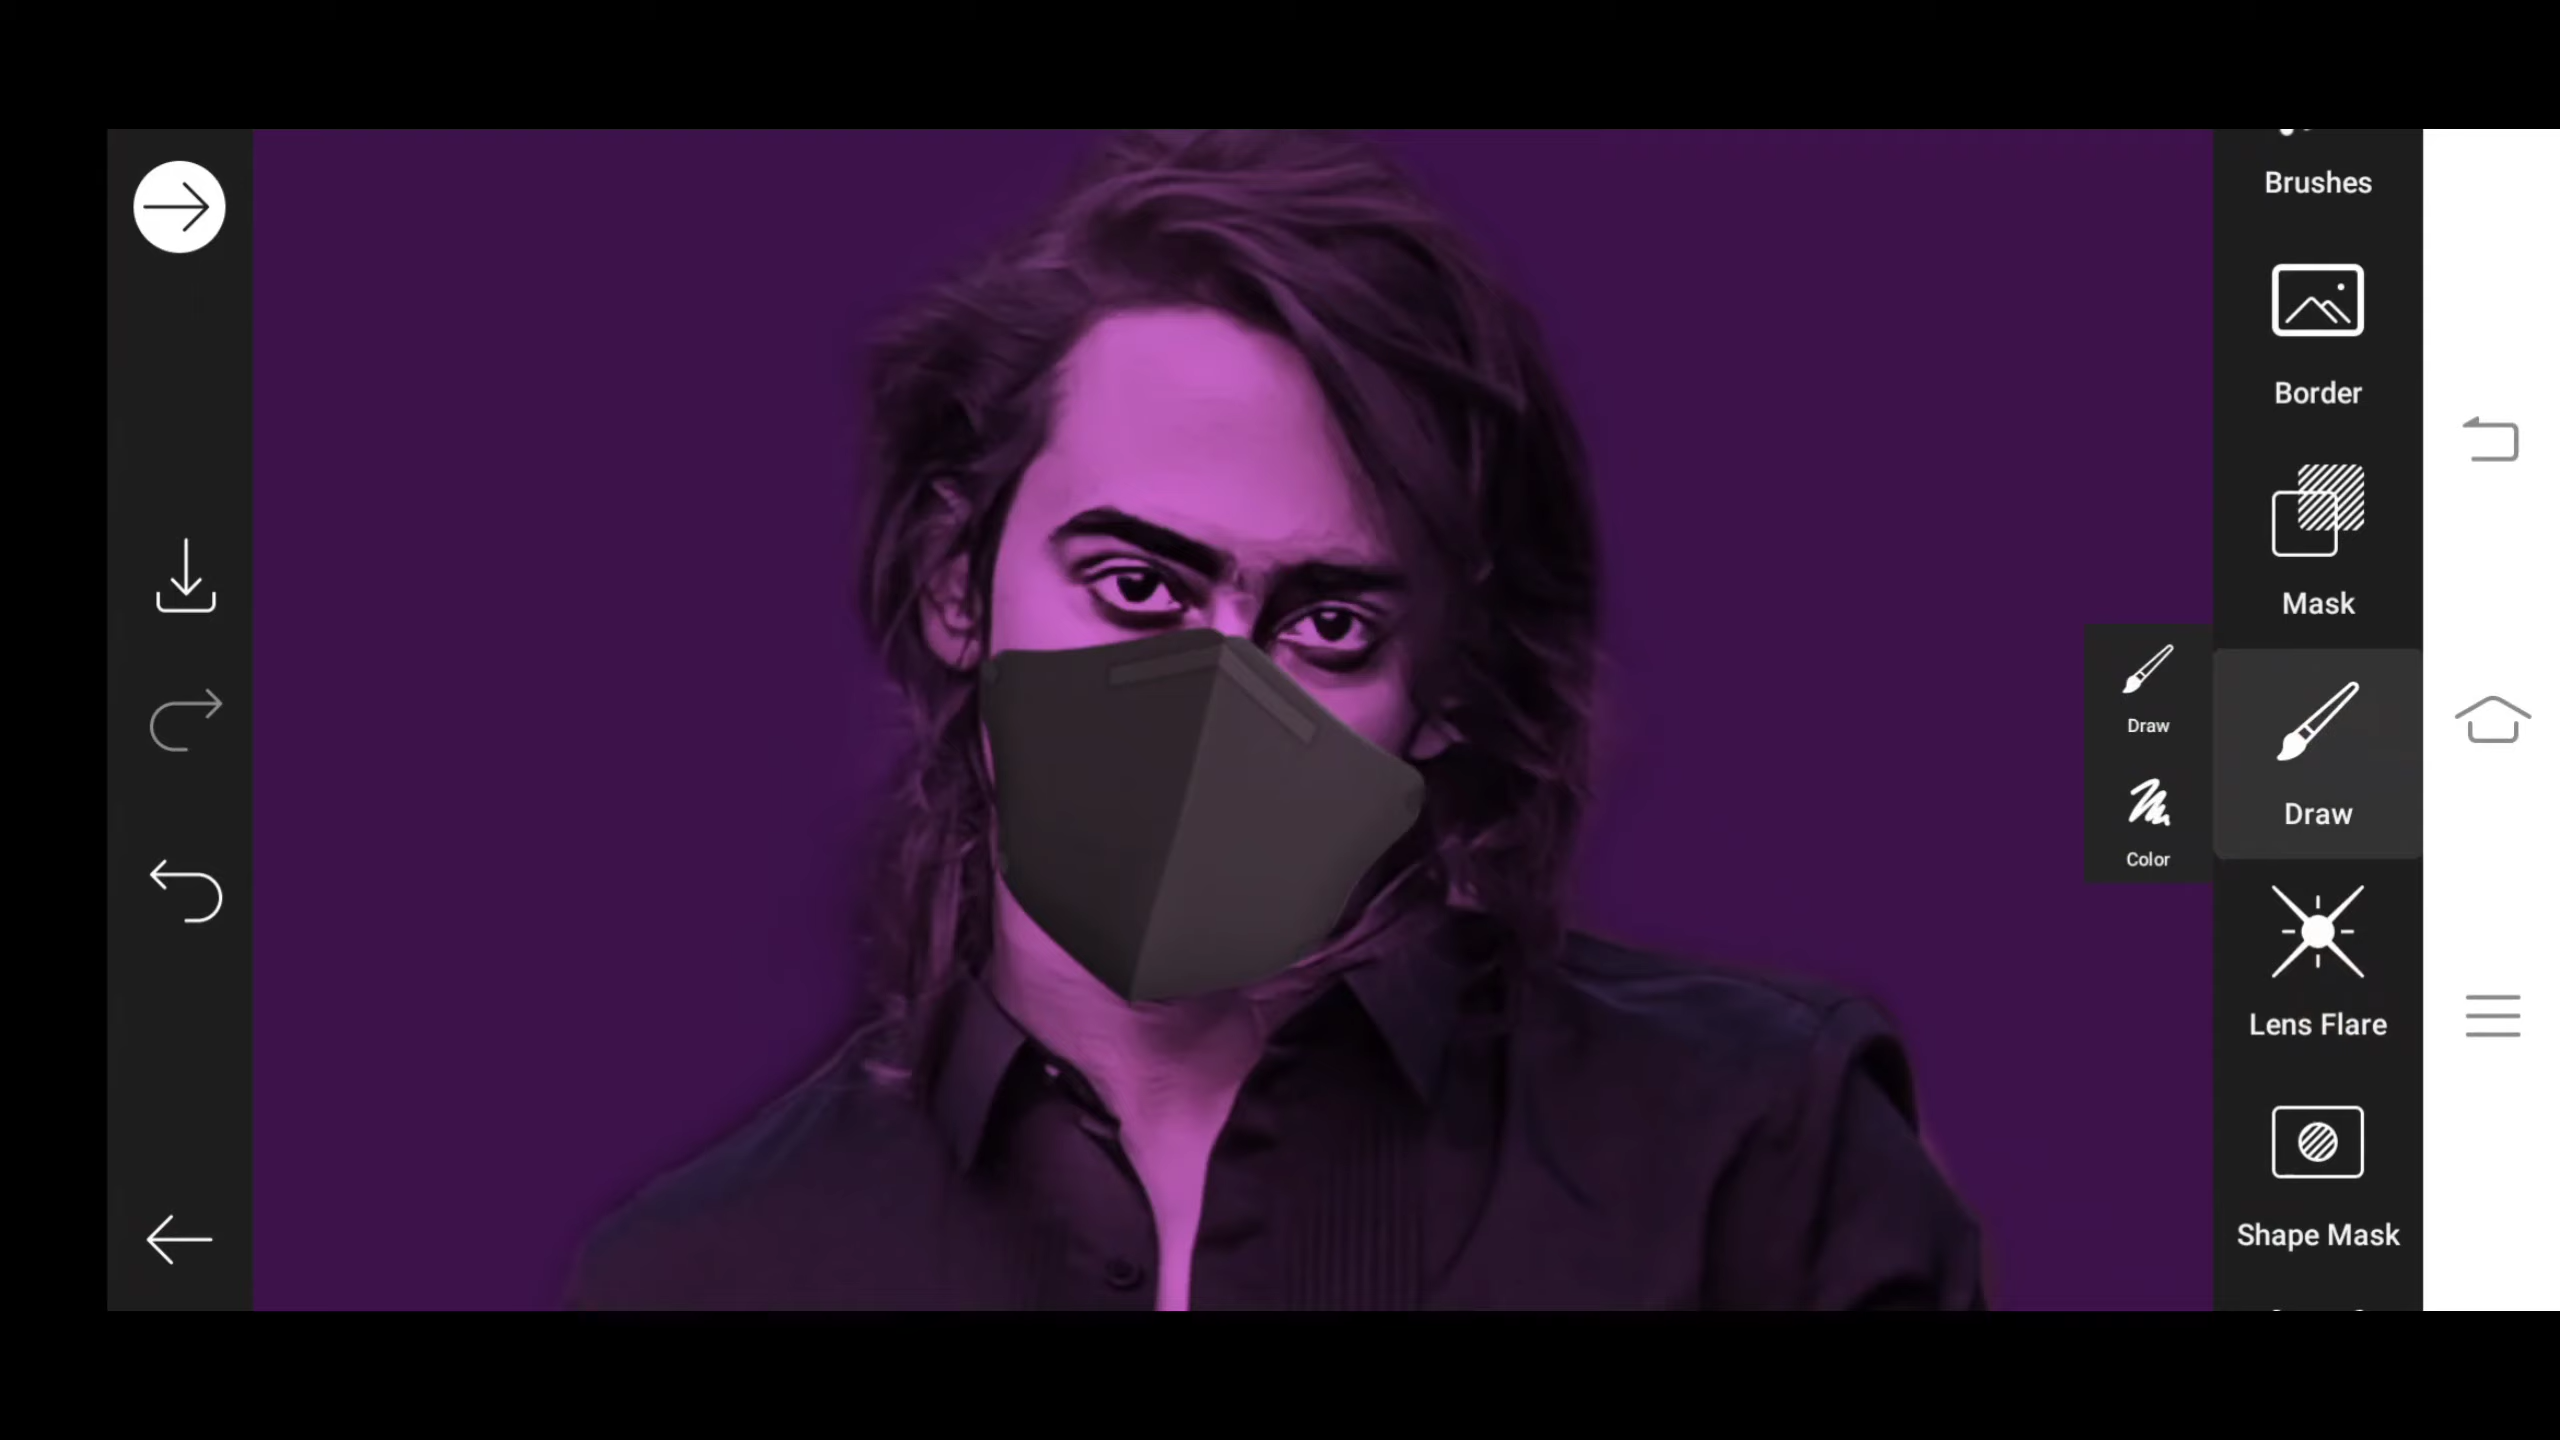 Brushes
Border
Mask
Draw
Color
Draw
Lens Flare
Shape Mask